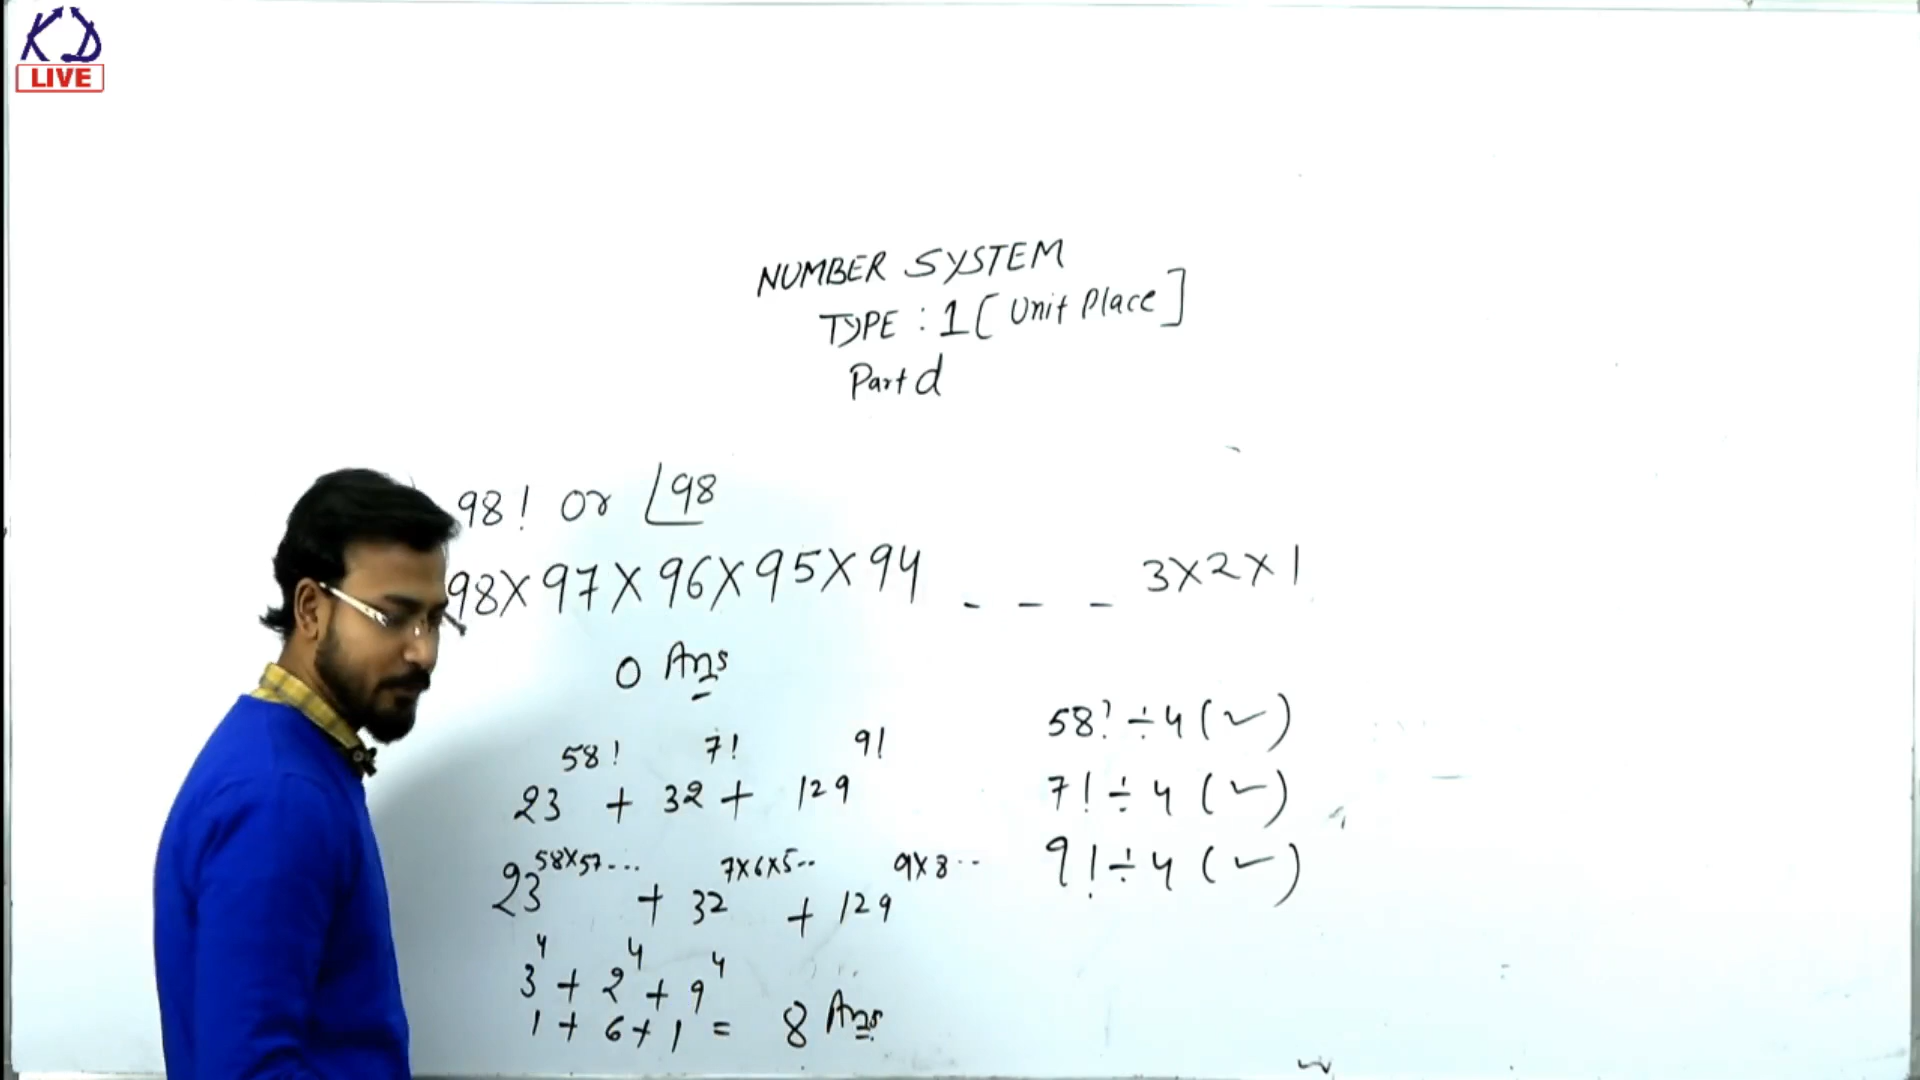 KD
LIVE
NUMBER SYSTEM
TYPE : 1 [Unit Place]
Part d
98! or |98
98X97X96X95X94 - - - 3X2X1
0 Ans
23^58! + 32^7! + 129^9!
58! ÷ 4 (✓)
7! ÷ 4 (✓)
9! ÷ 4 (✓)
23^58X57... + 32^7X6X5.. + 129^9X8...
3^4 + 2^4 + 9^4
1 + 6 + 1 = 8 Ans